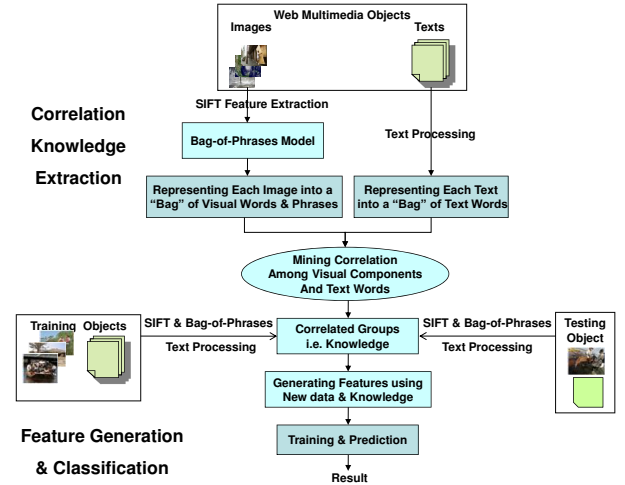 Web Multimedia Objects
Images
Texts
SIFT Feature Extraction
Correlation
Knowledge
Extraction
Bag-of-Phrases Model
Text Processing
Representing Each Image into a
“Bag” of Visual Words & Phrases
Representing Each Text
into a “Bag” of Text Words
Mining Correlation
Among Visual Components
And Text Words
Training Objects
SIFT & Bag-of-Phrases
Text Processing
Correlated Groups
i.e. Knowledge
SIFT & Bag-of-Phrases
Text Processing
Testing
Object
Generating Features using
New data & Knowledge
Feature Generation
& Classification
Training & Prediction
Result